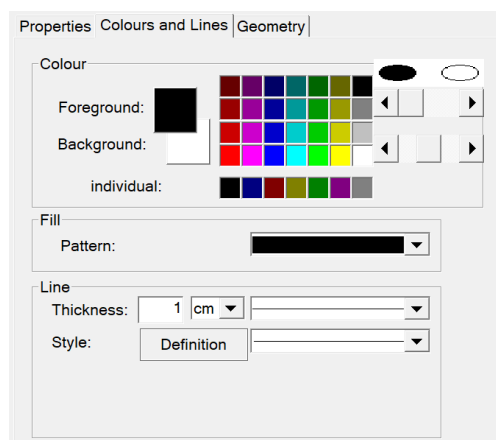 Properties Colours and Lines Geometry
Colour
Foreground:
Background:
individual:
Fill
Pattern:
Line
Thickness: 1 cm
Style: Definition